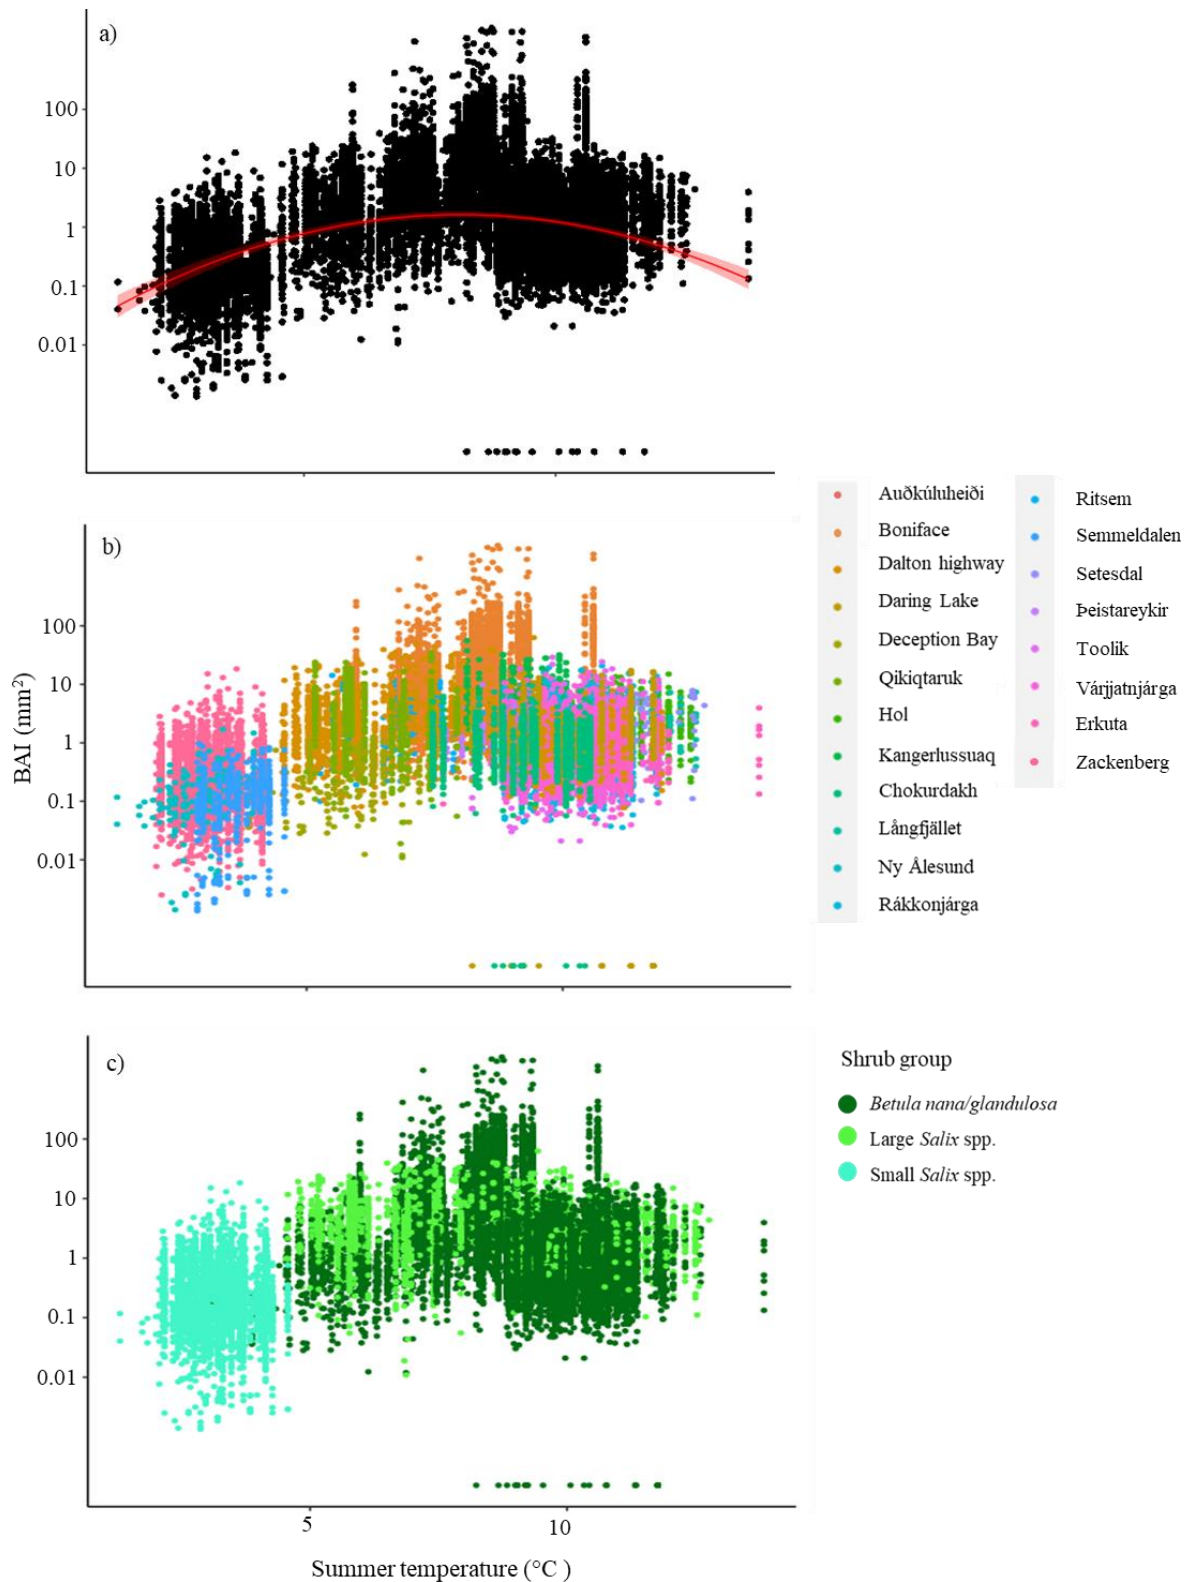 a)
100
10
1
0.1
0.01
b)
100
10
1
0.1
0.01
BAI (mm²)
Auðkúluheiði
Boniface
Dalton highway
Daring Lake
Deception Bay
Qikiqtaruk
Hol
Kangerlussuaq
Chokurdakh
Långfjället
Ny Ålesund
Rákkonjárga
Ritsem
Semmeldalen
Setesdal
Þeistareykir
Toolik
Várjjatnjárga
Erkuta
Zackenberg
c)
100
10
1
0.1
0.01
Shrub group
Betula nana/glandulosa
Large Salix spp.
Small Salix spp.
5 10
Summer temperature (°C )